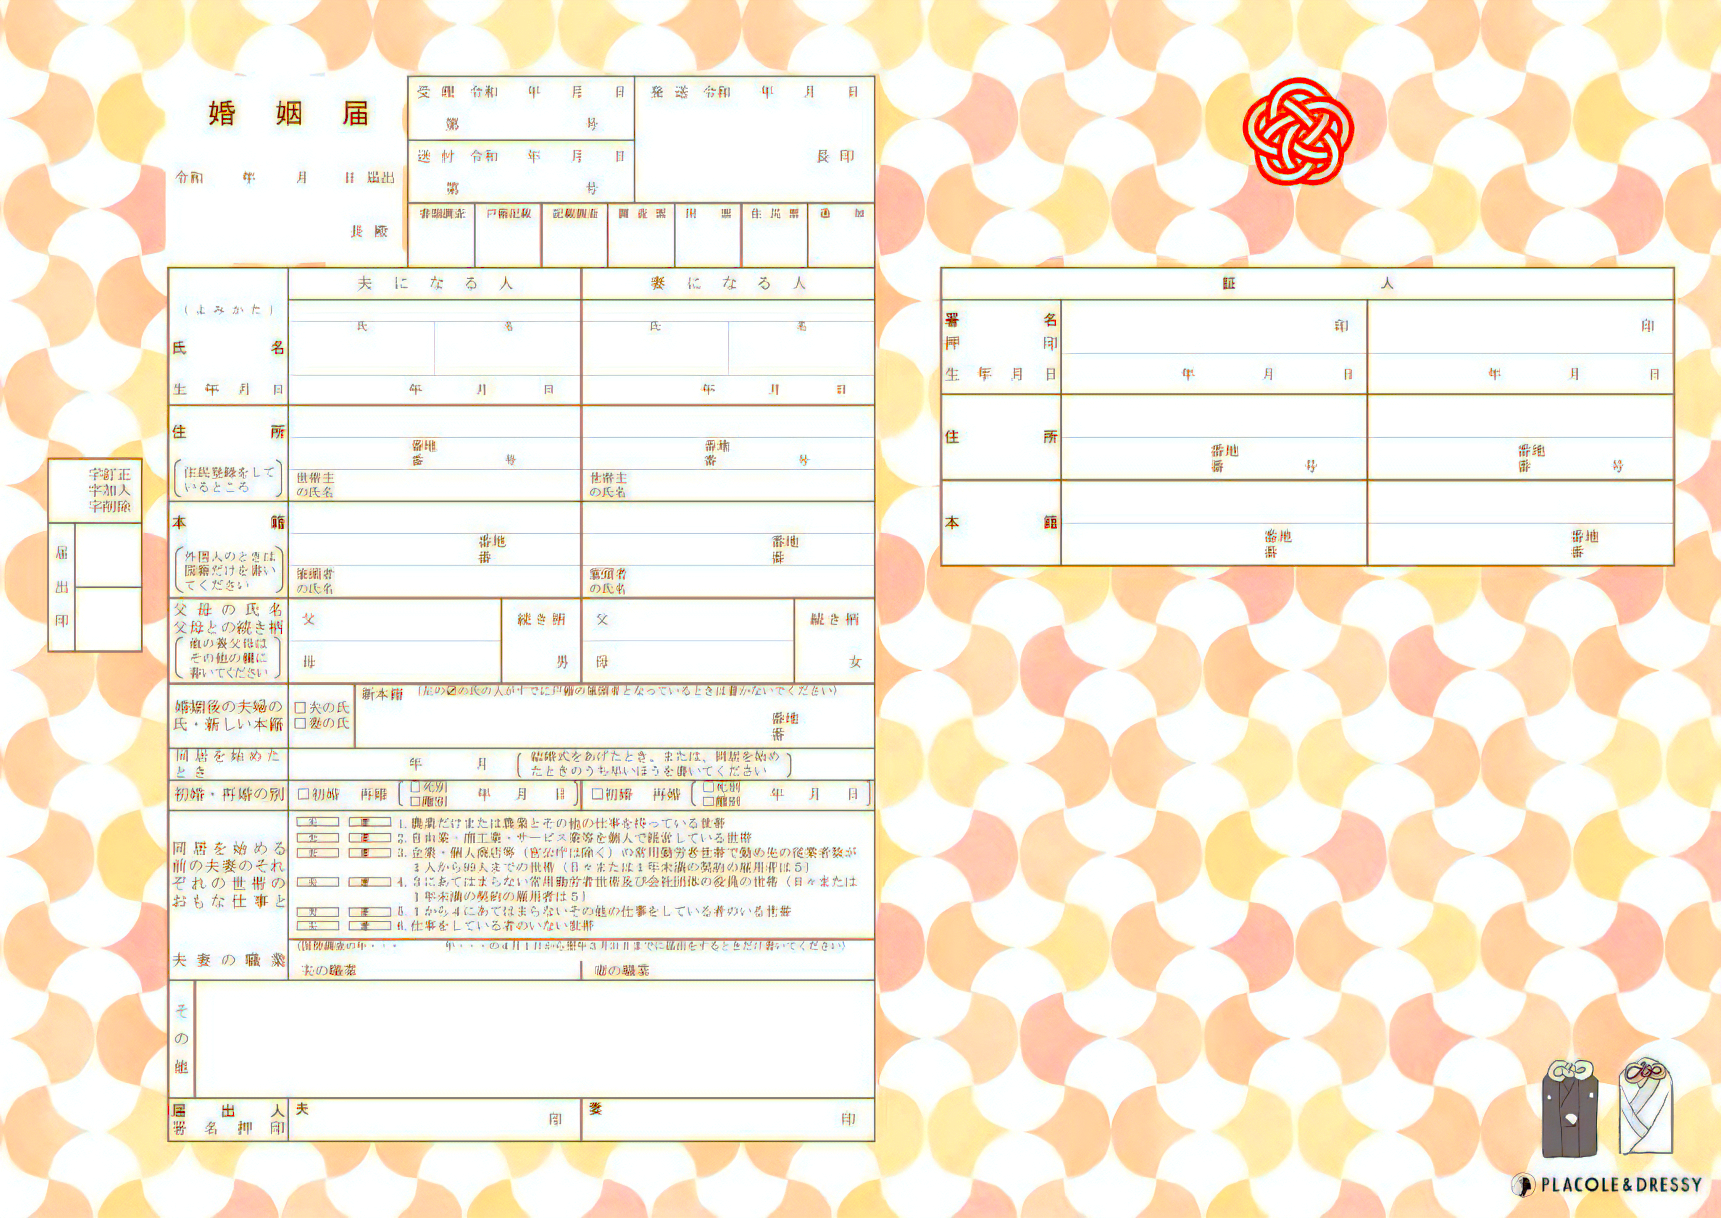 婚姻届
令和 年 月 日 届出
長 殿
受理 令和 年 月 日
第 号
送付 令和 年 月 日
第 号
発送 令和 年 月 日
長 印
書類調査 戸籍記載 記載調査 調査票 附票 住民票 通知
字訂正
字加入
字削除
届出印
夫になる人 妻になる人
(よみかた)
氏 名 氏 名
氏名
生年月日 年 月 日 年 月 日
住所
番地 番地
番 号 番 号
(住民登録をしているところ)
世帯主の氏名 世帯主の氏名
本籍
番地 番地
番 番
(外国人のときは国籍だけを書いてください)
筆頭者の氏名 筆頭者の氏名
父母の氏名
父母との続き柄
(他の養父母はその他の欄に書いてください)
父 続き柄 父 続き柄
母 男 母 女
婚姻後の夫婦の氏・新しい本籍
□夫の氏
□妻の氏
新本籍 (左の☑の氏の人がすでに戸籍の筆頭者となっているときは書かないでください)
番地
番
同居を始めたとき
年 月 (結婚式をあげたとき、または、同居を始めたときのうち早いほうを書いてください)
初婚・再婚の別
□初婚 再婚 (□死別 □離別 年 月 日) □初婚 再婚 (□死別 □離別 年 月 日)
同居を始める前の夫妻のそれぞれの世帯のおもな仕事と
夫 妻 1. 農業だけまたは農業とその他の仕事を持っている世帯
夫 妻 2. 自由業・商工業・サービス業等を個人で経営している世帯
夫 妻 3. 企業・個人商店等(官公庁は除く)の常用勤労者世帯で勤め先の従業者数が
1人から99人までの世帯(日々または1年未満の契約の雇用者は5)
夫 妻 4. 3にあてはまらない常用勤労者世帯及び会社団体の役員の世帯(日々または
1年未満の契約の雇用者は5)
夫 妻 5. 1から4にあてはまらないその他の仕事をしている者のいる世帯
夫 妻 6. 仕事をしている者のいない世帯
夫妻の職業
(国勢調査の年・・・ 年・・・の4月1日から翌年3月31日までに届出をするときだけ書いてください)
夫の職業 妻の職業
その他
届出人
署名押印
夫 印 妻 印
証人
署名
押印
印 印
生年月日 年 月 日 年 月 日
住所
番地 番地
番 号 番 号
本籍
番地 番地
番 番
PLACOLE&DRESSY